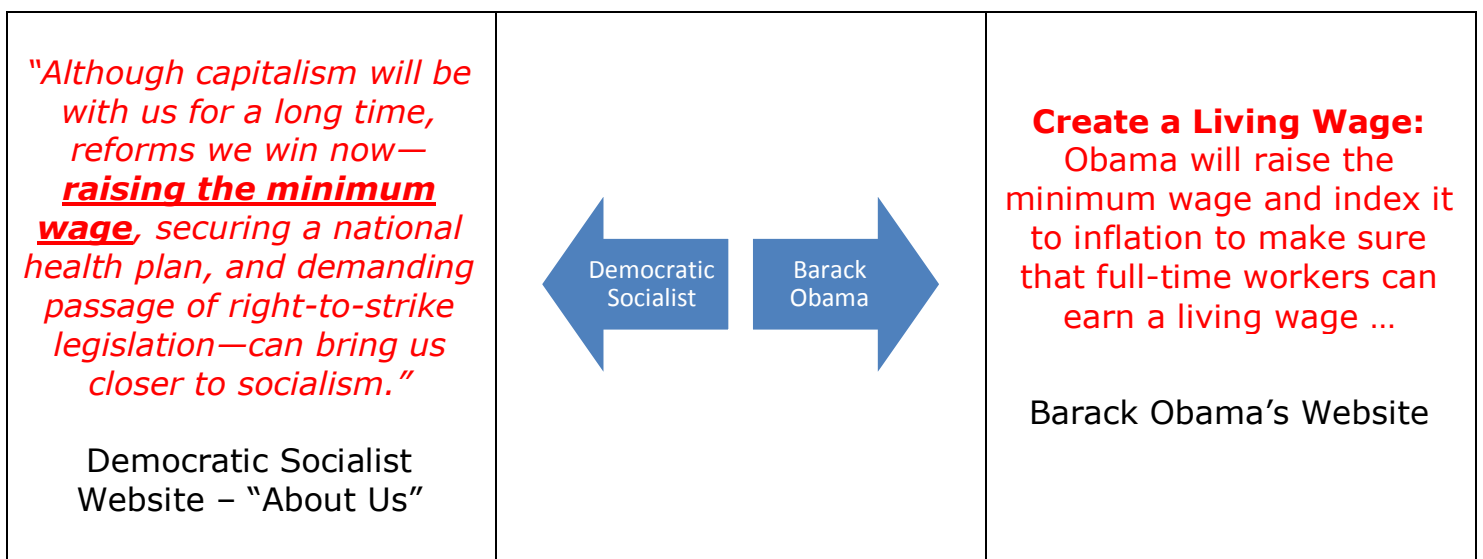 “Although capitalism will be
with us for a long time,
reforms we win now—
raising the minimum
wage, securing a national
health plan, and demanding
passage of right-to-strike
legislation—can bring us
closer to socialism.”
Democratic Socialist
Website – “About Us”
Democratic
Socialist
Barack
Obama
Create a Living Wage:
Obama will raise the
minimum wage and index it
to inflation to make sure
that full-time workers can
earn a living wage …
Barack Obama’s Website